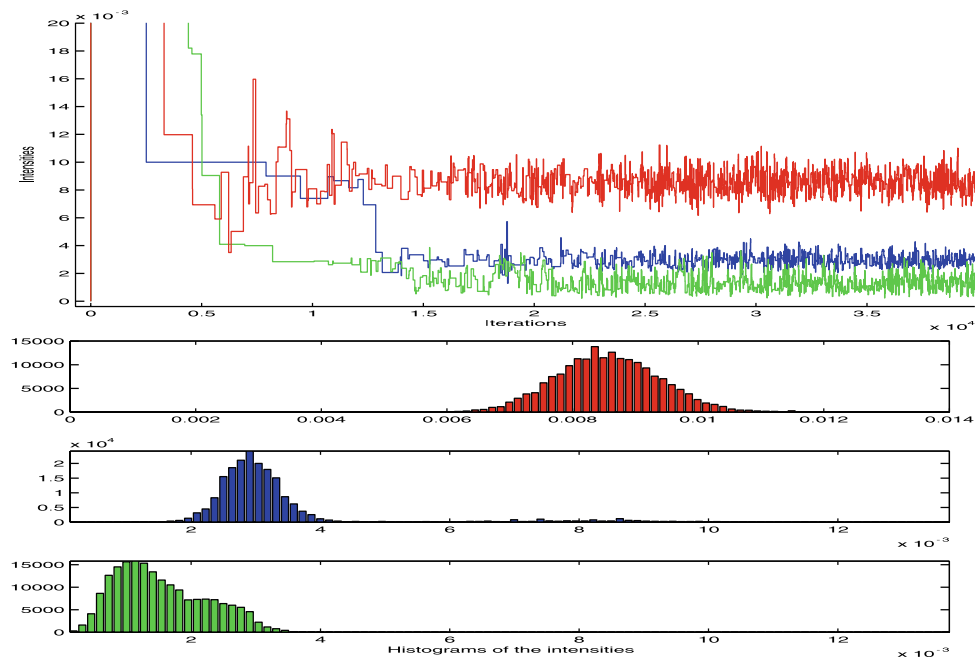 x 10⁻³
20
18
16
14
12
10
8
6
4
2
0
Intensities
0 0.5 1 1.5 2 2.5 3 3.5
Iterations
x 10⁴
15000
10000
5000
0
0 0.002 0.004 0.006 0.008 0.01 0.012 0.014
x 10⁴
2
1.5
1
0.5
0
2 4 6 8 10 12
x 10⁻³
15000
10000
5000
0
2 4 6 8 10 12
Histograms of the intensities
x 10⁻³